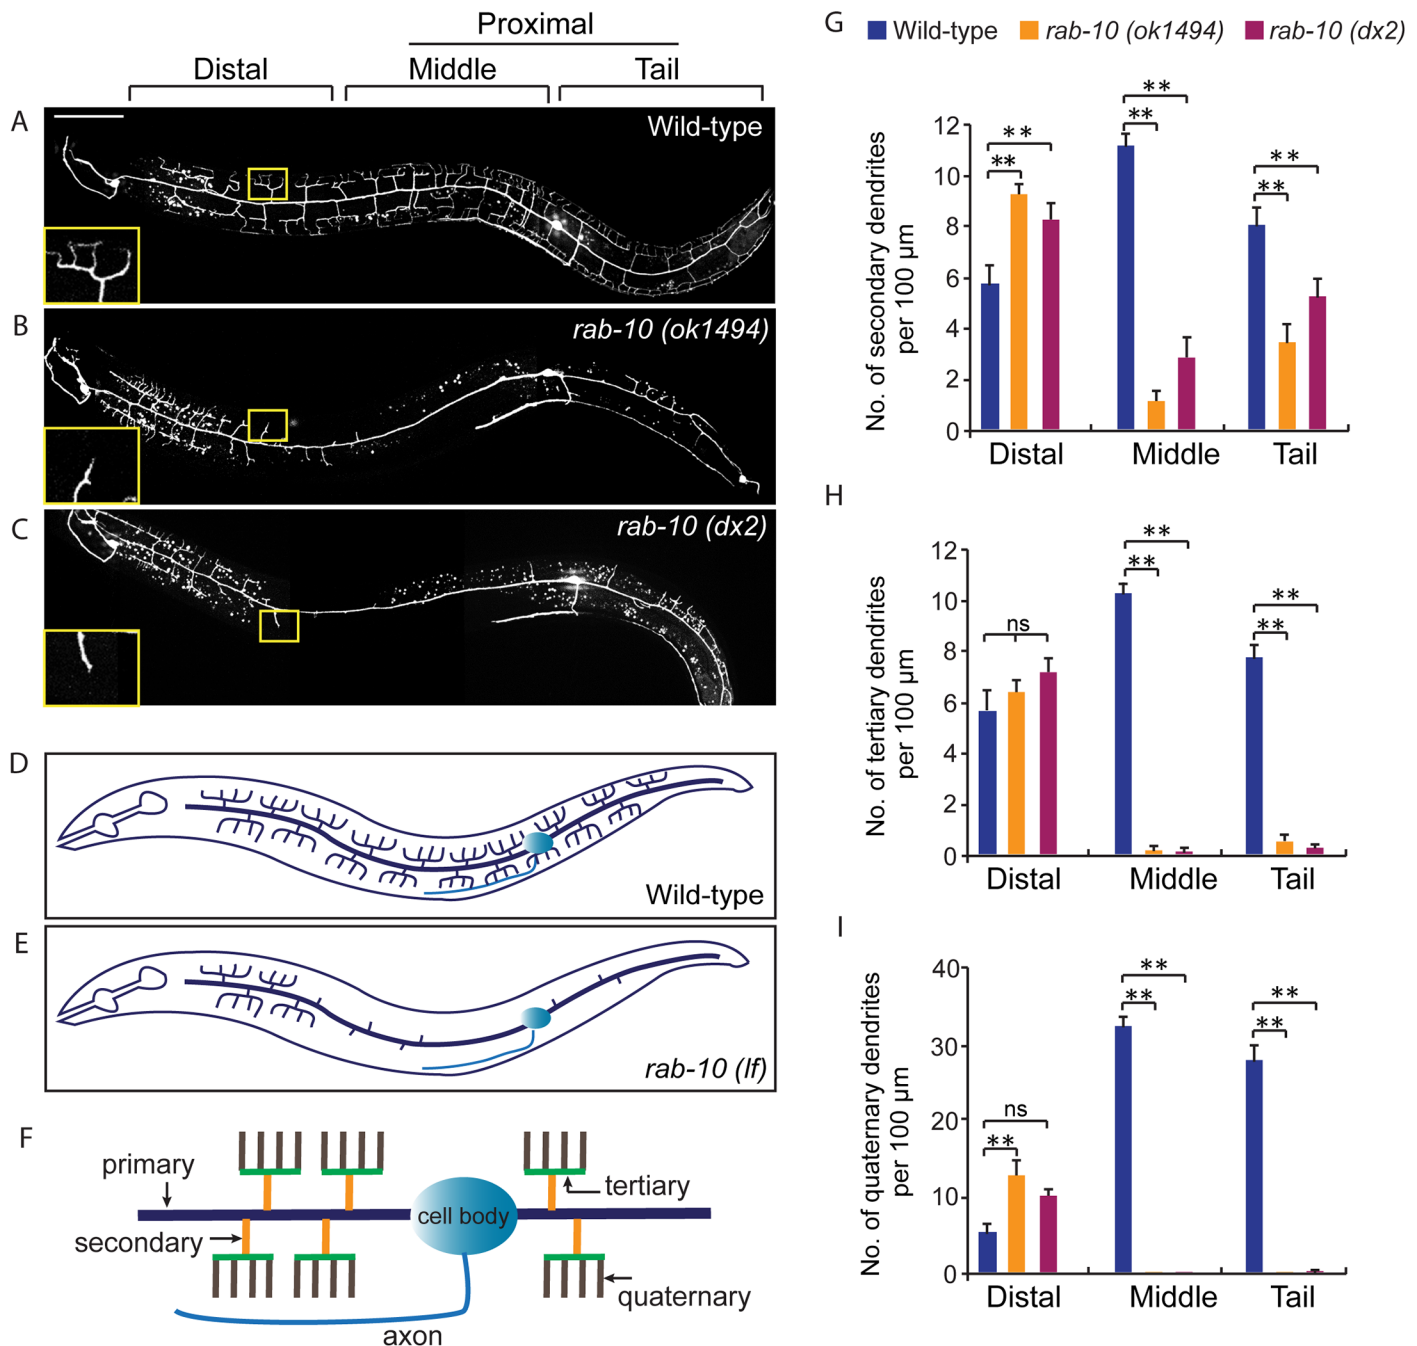 Proximal
Distal
Middle
Tail
A
Wild-type
B
rab-10 (ok1494)
C
rab-10 (dx2)
D
Wild-type
E
rab-10 (lf)
F
primary
secondary
cell body
tertiary
quaternary
axon
G
Wild-type
rab-10 (ok1494)
rab-10 (dx2)
No. of secondary dendrites
per 100 µm
12
10
8
6
4
2
0
** **
** **
** **
Distal
Middle
Tail
H
No. of tertiary dendrites
per 100 µm
12
10
8
6
4
2
0
ns
** **
** **
Distal
Middle
Tail
I
No. of quaternary dendrites
per 100 µm
40
30
20
10
0
ns
**
** **
** **
Distal
Middle
Tail